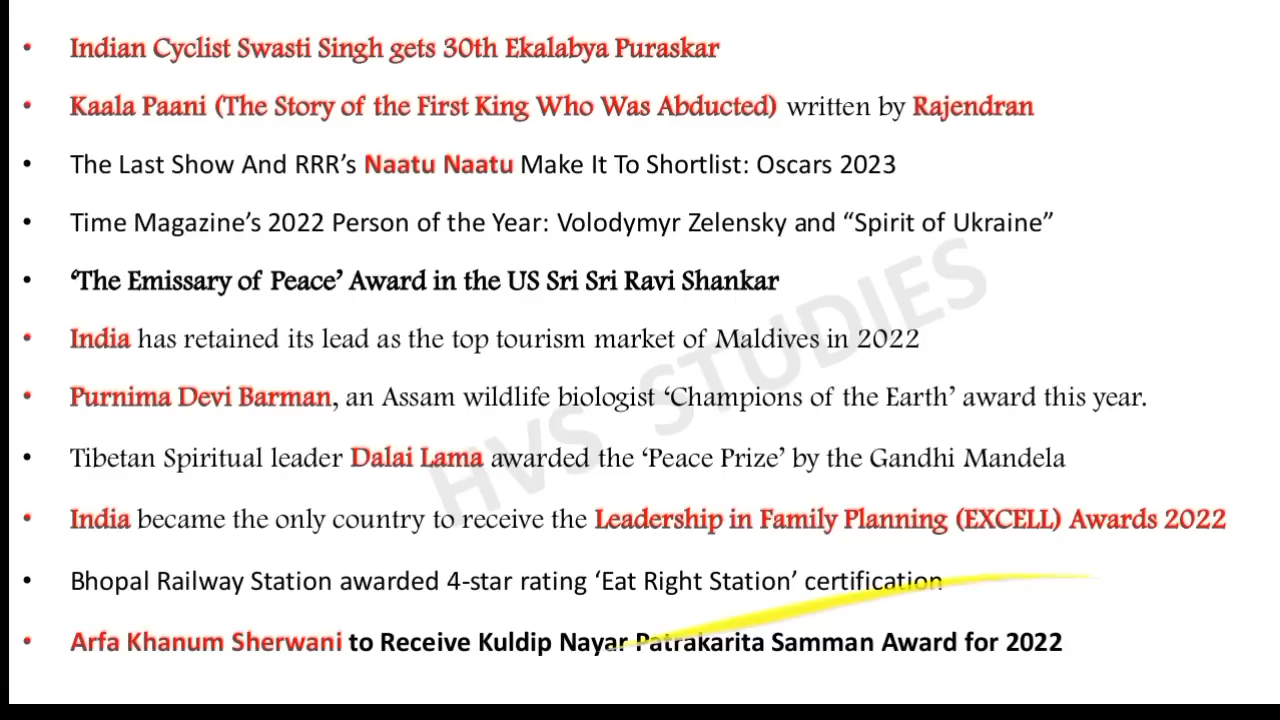 • Indian Cyclist Swasti Singh gets 30th Ekalabya Puraskar
• Kaala Paani (The Story of the First King Who Was Abducted) written by Rajendran
• The Last Show And RRR’s Naatu Naatu Make It To Shortlist: Oscars 2023
• Time Magazine’s 2022 Person of the Year: Volodymyr Zelensky and “Spirit of Ukraine”
• ‘The Emissary of Peace’ Award in the US Sri Sri Ravi Shankar
• India has retained its lead as the top tourism market of Maldives in 2022
• Purnima Devi Barman, an Assam wildlife biologist ‘Champions of the Earth’ award this year.
• Tibetan Spiritual leader Dalai Lama awarded the ‘Peace Prize’ by the Gandhi Mandela
• India became the only country to receive the Leadership in Family Planning (EXCELL) Awards 2022
• Bhopal Railway Station awarded 4-star rating ‘Eat Right Station’ certification
• Arfa Khanum Sherwani to Receive Kuldip Nayar Patrakarita Samman Award for 2022
HVS STUDIES